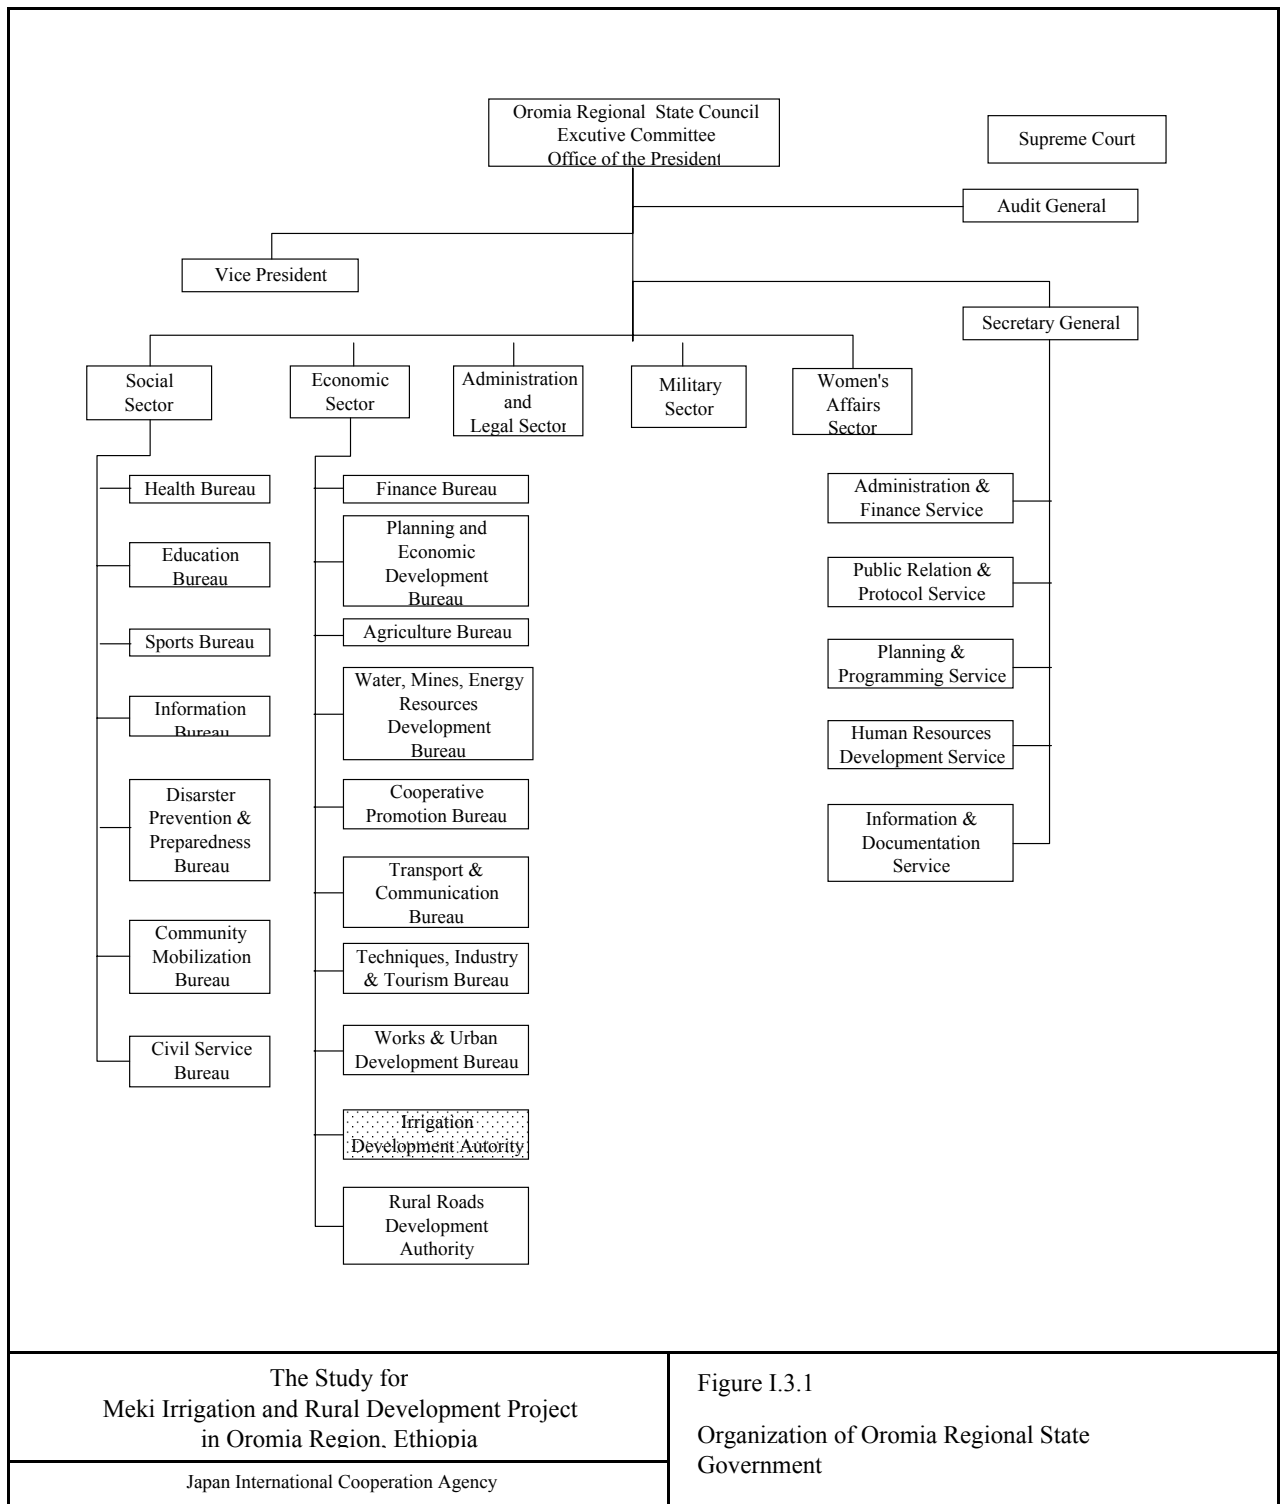 Oromia Regional State Council
Excutive Committee
Office of the President
Supreme Court
Audit General
Vice President
Secretary General
Social
Sector
Economic
Sector
Administration
and
Legal Sector
Military
Sector
Women's
Affairs
Sector
Health Bureau
Education
Bureau
Sports Bureau
Information
Bureau
Disarster
Prevention &
Preparedness
Bureau
Community
Mobilization
Bureau
Civil Service
Bureau
Finance Bureau
Planning and
Economic
Development
Bureau
Agriculture Bureau
Water, Mines, Energy
Resources
Development
Bureau
Cooperative
Promotion Bureau
Transport &
Communication
Bureau
Techniques, Industry
& Tourism Bureau
Works & Urban
Development Bureau
Irrigation
Development Autority
Rural Roads
Development
Authority
Administration &
Finance Service
Public Relation &
Protocol Service
Planning &
Programming Service
Human Resources
Development Service
Information &
Documentation
Service
The Study for
Meki Irrigation and Rural Development Project
in Oromia Region, Ethiopia
Japan International Cooperation Agency
Figure I.3.1
Organization of Oromia Regional State
Government